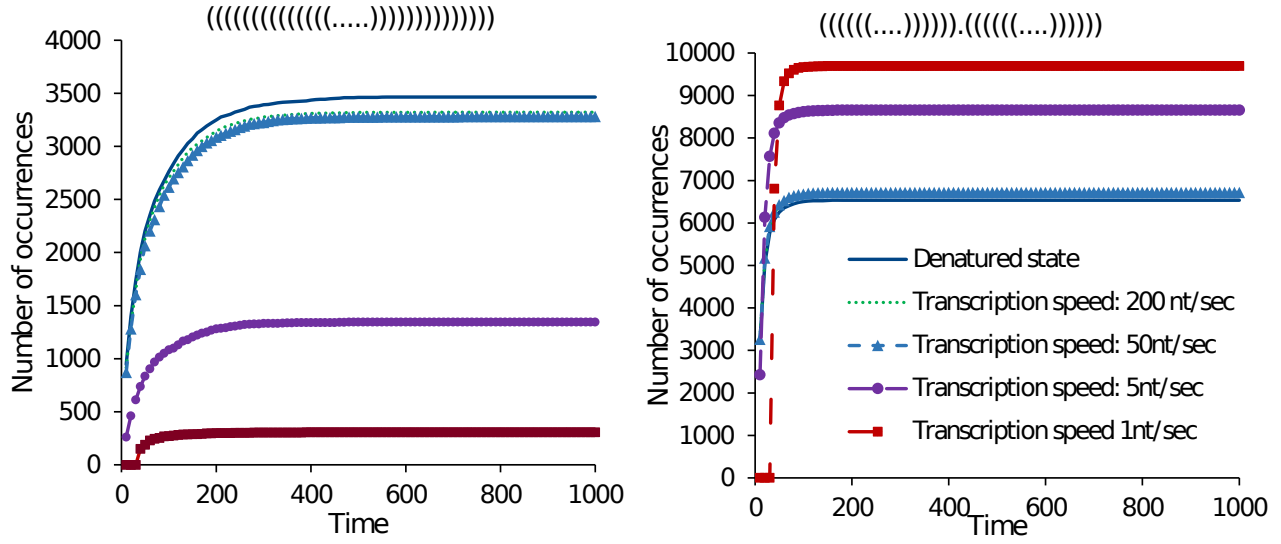 ((((((((((((((.....))))))))))))))
4000
3500
3000
2500
2000
1500
1000
500
0
Number of occurrences
0 200 400 600 800 1000
Time
((((((....)))))).((((((....))))))
10000
9000
8000
7000
6000
5000
4000
3000
2000
1000
0
Number of occurrences
Denatured state
Transcription speed: 200 nt/sec
Transcription speed: 50nt/sec
Transcription speed: 5nt/sec
Transcription speed 1nt/sec
0 200 400 600 800 1000
Time